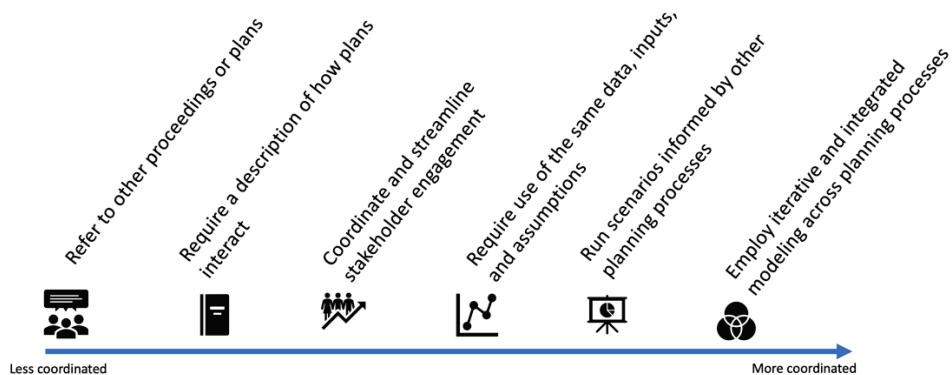 Refer to other proceedings or plans
Require a description of how plans
interact
Coordinate and streamline
stakeholder engagement
Require use of the same data, inputs,
and assumptions
Run scenarios informed by other
planning processes
Employ iterative and integrated
modeling across planning processes
Less coordinated
More coordinated